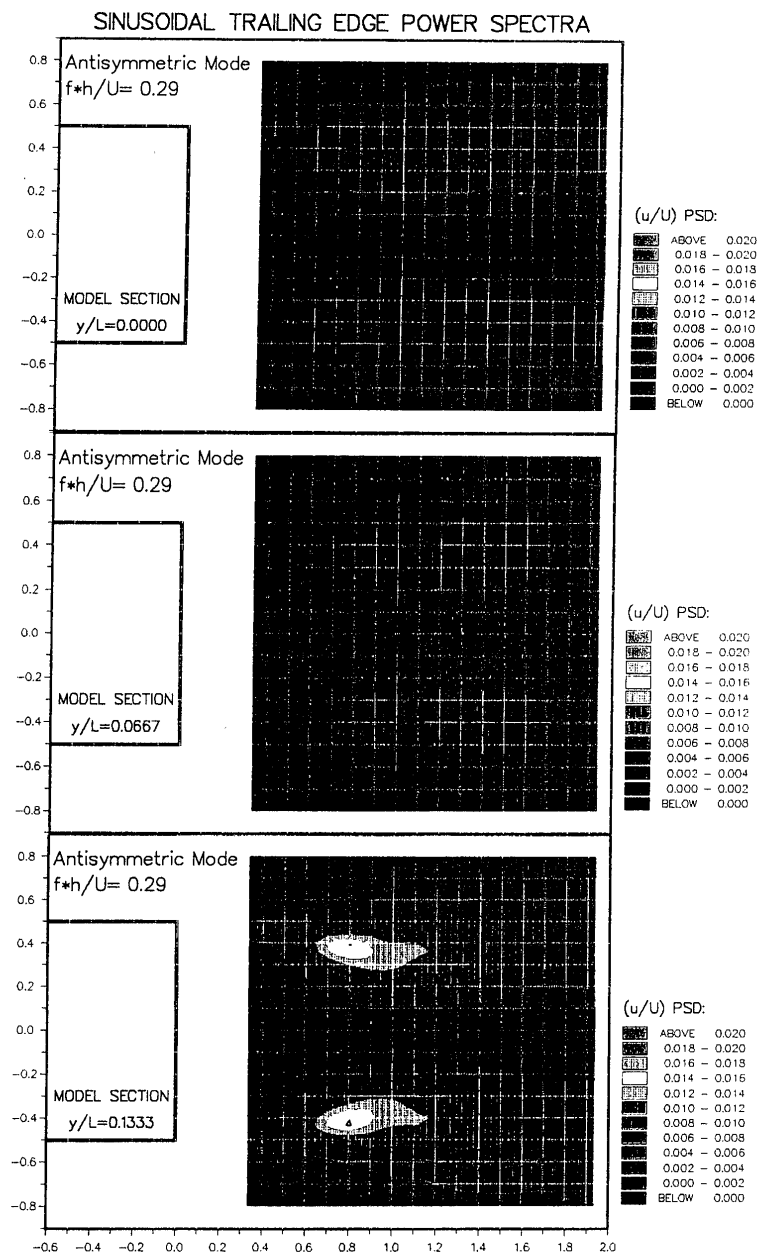 SINUSOIDAL TRAILING EDGE POWER SPECTRA
Antisymmetric Mode
f*h/U= 0.29
0.8
0.6
0.4
0.2
0.0
-0.2
-0.4
-0.6
-0.8
MODEL SECTION
y/L=0.0000
(u/U) PSD:
ABOVE 0.020
0.018 - 0.020
0.016 - 0.018
0.014 - 0.016
0.012 - 0.014
0.010 - 0.012
0.008 - 0.010
0.006 - 0.008
0.004 - 0.006
0.002 - 0.004
0.000 - 0.002
BELOW 0.000
Antisymmetric Mode
f*h/U= 0.29
0.8
0.6
0.4
0.2
0.0
-0.2
-0.4
-0.6
-0.8
MODEL SECTION
y/L=0.0667
(u/U) PSD:
ABOVE 0.020
0.018 - 0.020
0.016 - 0.018
0.014 - 0.016
0.012 - 0.014
0.010 - 0.012
0.008 - 0.010
0.006 - 0.008
0.004 - 0.006
0.002 - 0.004
0.000 - 0.002
BELOW 0.000
Antisymmetric Mode
f*h/U= 0.29
0.8
0.6
0.4
0.2
0.0
-0.2
-0.4
-0.6
-0.8
MODEL SECTION
y/L=0.1333
(u/U) PSD:
ABOVE 0.020
0.018 - 0.020
0.016 - 0.018
0.014 - 0.016
0.012 - 0.014
0.010 - 0.012
0.008 - 0.010
0.006 - 0.008
0.004 - 0.006
0.002 - 0.004
0.000 - 0.002
BELOW 0.000
-0.6 -0.4 -0.2 0.0 0.2 0.4 0.6 0.8 1.0 1.2 1.4 1.6 1.8 2.0